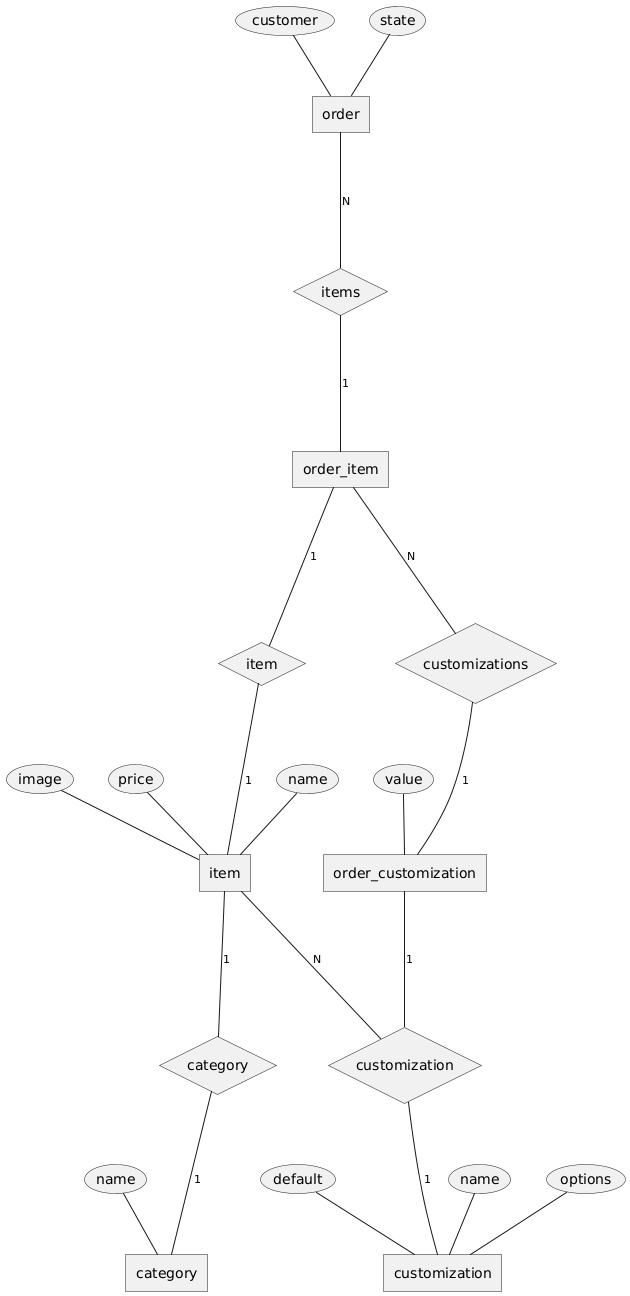 customer
state
order
N
items
1
order_item
1
N
item
customizations
image
price
name
value
1
1
item
order_customization
1
N
1
category
customization
name
default
name
options
1
1
category
customization